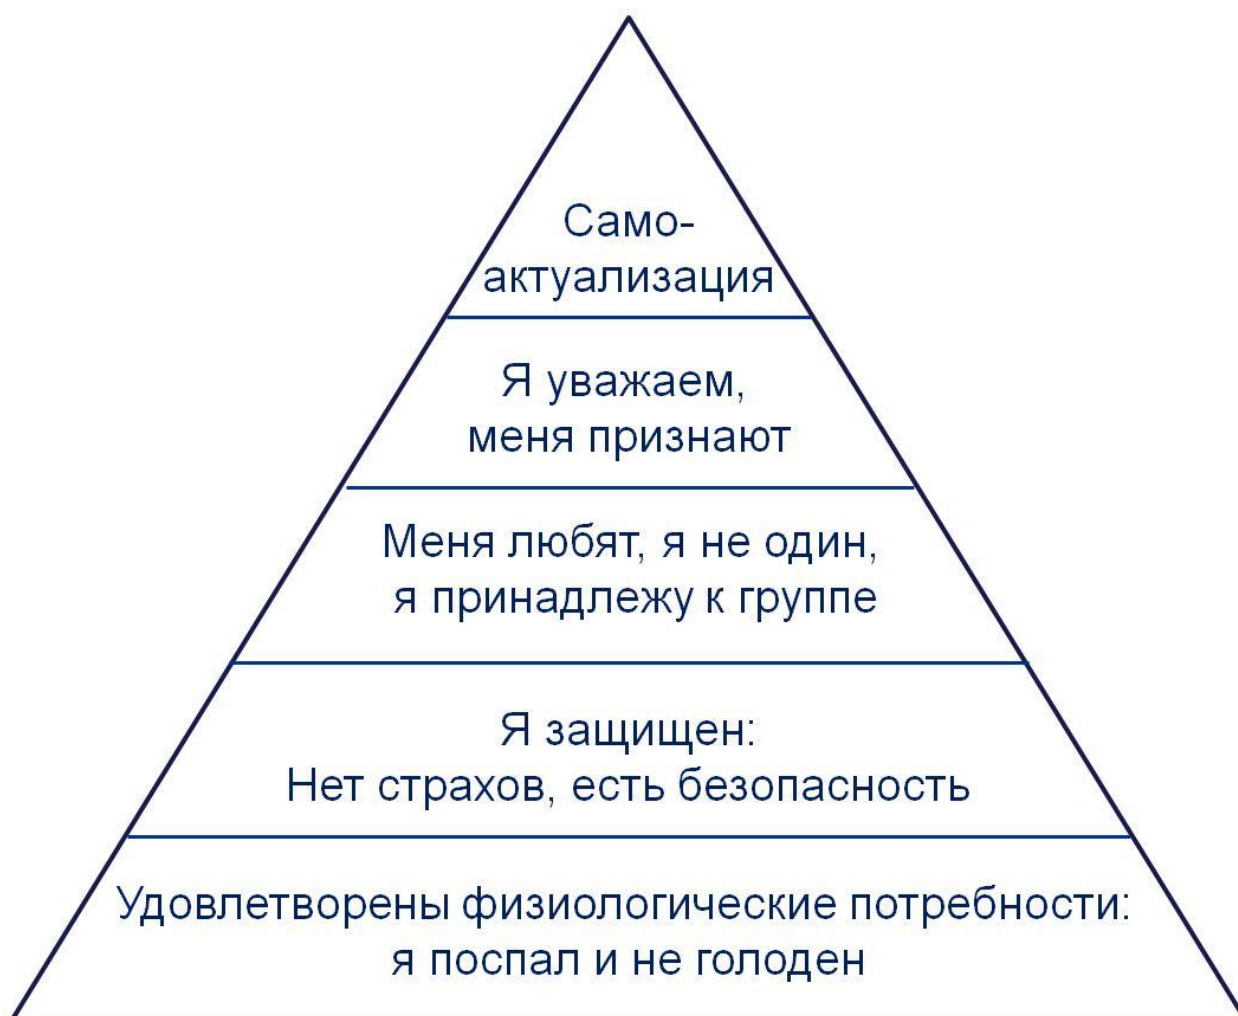 Само-
актуализация
Я уважаем,
меня признают
Меня любят, я не один,
я принадлежу к группе
Я защищен:
Нет страхов, есть безопасность
Удовлетворены физиологические потребности:
я поспал и не голоден